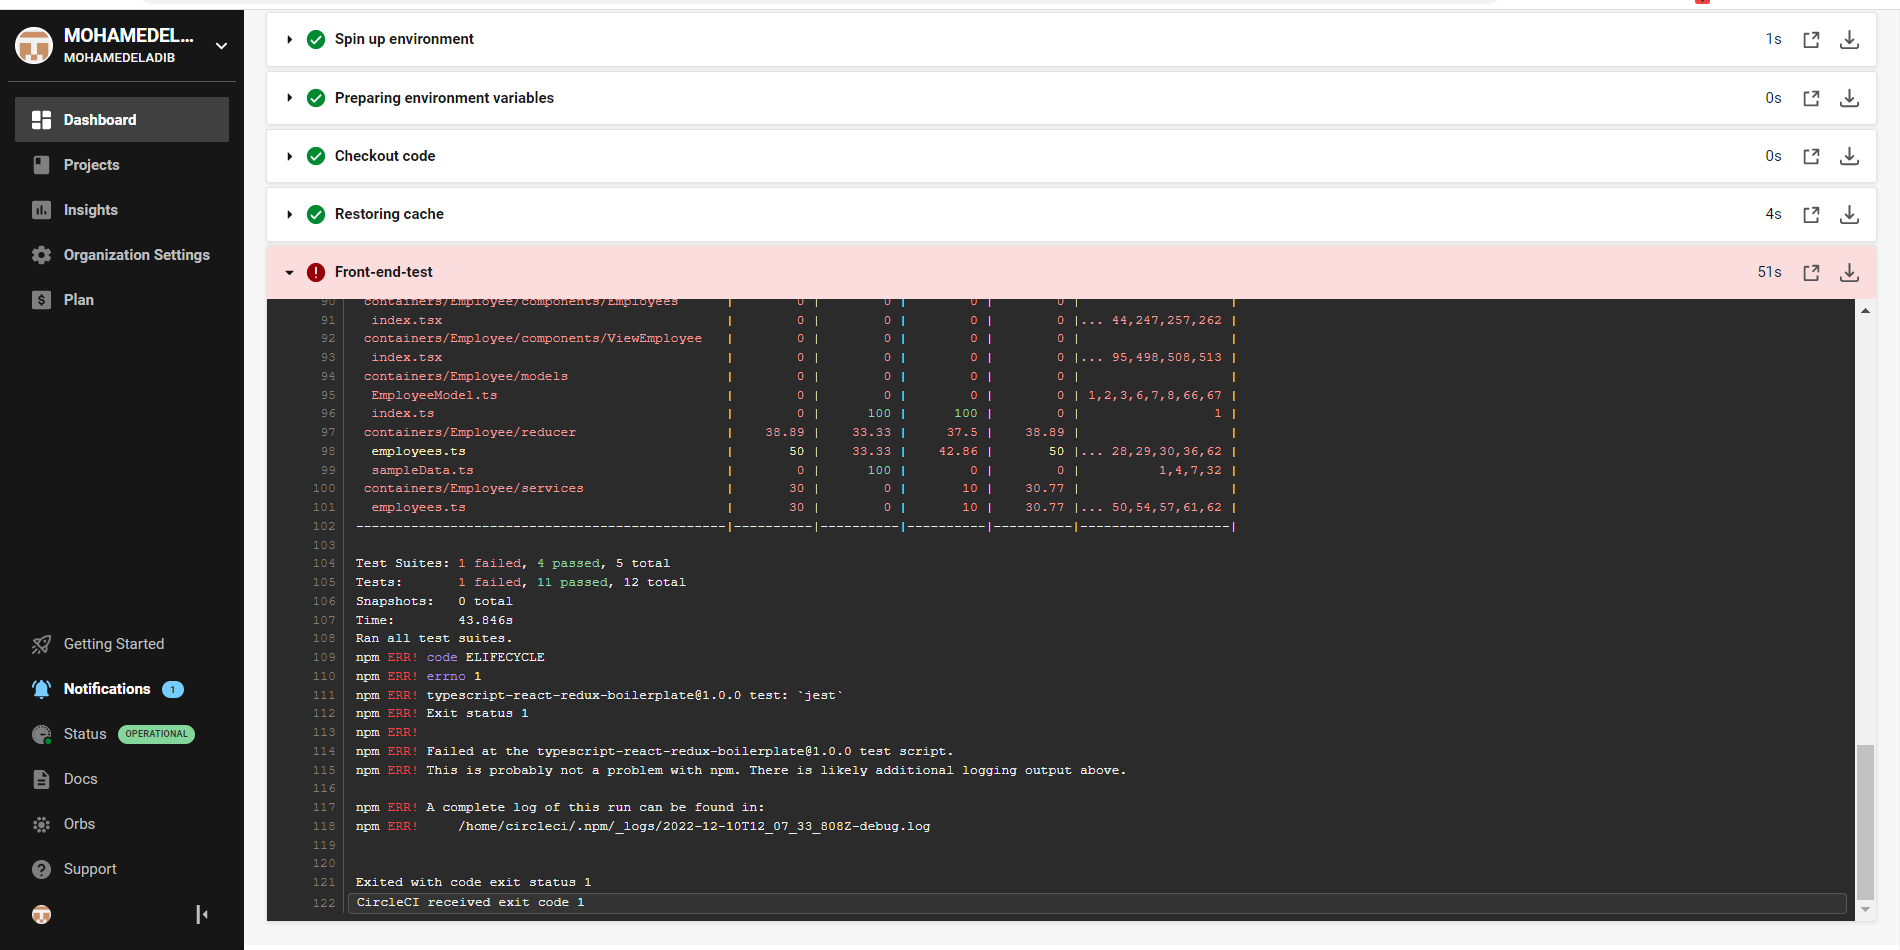 MOHAMEDEL...
MOHAMEDELADIB
Dashboard
Projects
Insights
Organization Settings
Plan
Getting Started
Notifications 1
Status OPERATIONAL
Docs
Orbs
Support
Spin up environment 1s
Preparing environment variables 0s
Checkout code 0s
Restoring cache 4s
Front-end-test 51s
90 containers/Employee/components/Employees | 0 | 0 | 0 | 0 | |
91 index.tsx | 0 | 0 | 0 | 0 |... 44,247,257,262 |
92 containers/Employee/components/ViewEmployee | 0 | 0 | 0 | 0 | |
93 index.tsx | 0 | 0 | 0 | 0 |... 95,498,508,513 |
94 containers/Employee/models | 0 | 0 | 0 | 0 | |
95 EmployeeModel.ts | 0 | 0 | 0 | 0 | 1,2,3,6,7,8,66,67 |
96 index.ts | 0 | 100 | 100 | 0 | 1 |
97 containers/Employee/reducer | 38.89 | 33.33 | 37.5 | 38.89 | |
98 employees.ts | 50 | 33.33 | 42.86 | 50 |... 28,29,30,36,62 |
99 sampleData.ts | 0 | 100 | 0 | 0 | 1,4,7,32 |
100 containers/Employee/services | 30 | 0 | 10 | 30.77 | |
101 employees.ts | 30 | 0 | 10 | 30.77 |... 50,54,57,61,62 |
102 -----------------------------------------------|----------|----------|----------|----------|-------------------|
103
104 Test Suites: 1 failed, 4 passed, 5 total
105 Tests: 1 failed, 11 passed, 12 total
106 Snapshots: 0 total
107 Time: 43.846s
108 Ran all test suites.
109 npm ERR! code ELIFECYCLE
110 npm ERR! errno 1
111 npm ERR! typescript-react-redux-boilerplate@1.0.0 test: `jest`
112 npm ERR! Exit status 1
113 npm ERR!
114 npm ERR! Failed at the typescript-react-redux-boilerplate@1.0.0 test script.
115 npm ERR! This is probably not a problem with npm. There is likely additional logging output above.
116
117 npm ERR! A complete log of this run can be found in:
118 npm ERR! /home/circleci/.npm/_logs/2022-12-10T12_07_33_808Z-debug.log
119
120
121 Exited with code exit status 1
122 CircleCI received exit code 1